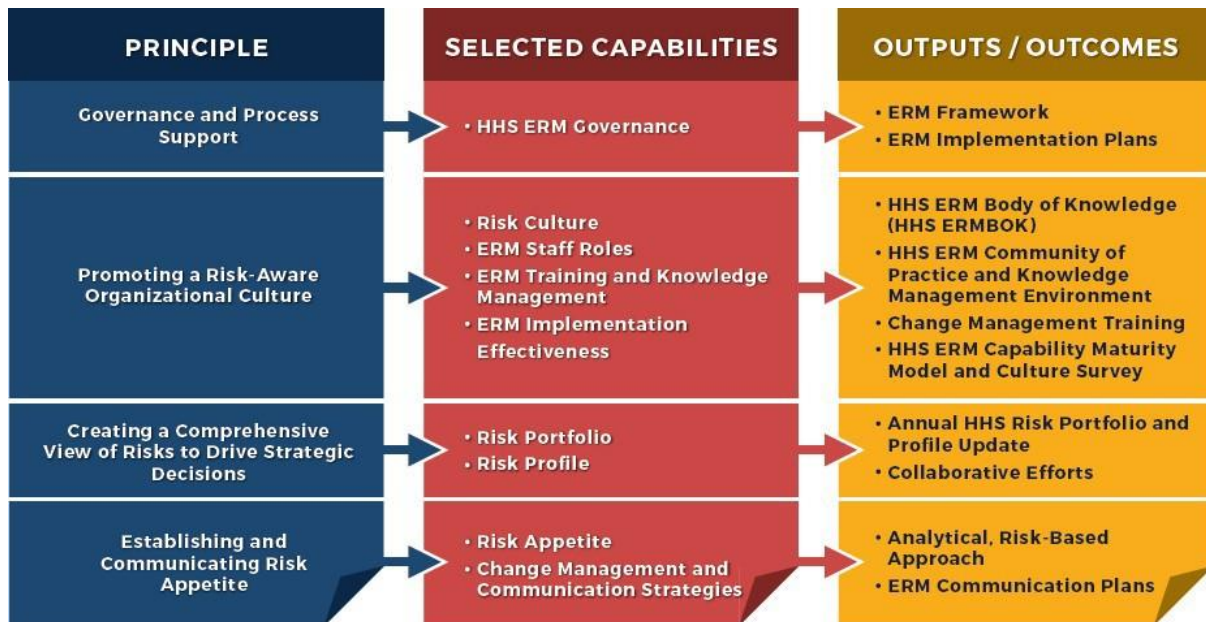 PRINCIPLE
SELECTED CAPABILITIES
OUTPUTS / OUTCOMES
Governance and Process
Support
• HHS ERM Governance
• ERM Framework
• ERM Implementation Plans
Promoting a Risk-Aware
Organizational Culture
• Risk Culture
• ERM Staff Roles
• ERM Training and Knowledge
Management
• ERM Implementation
Effectiveness
• HHS ERM Body of Knowledge
(HHS ERMBOK)
• HHS ERM Community of
Practice and Knowledge
Management Environment
• Change Management Training
• HHS ERM Capability Maturity
Model and Culture Survey
Creating a Comprehensive
View of Risks to Drive Strategic
Decisions
• Risk Portfolio
• Risk Profile
• Annual HHS Risk Portfolio and
Profile Update
• Collaborative Efforts
Establishing and
Communicating Risk
Appetite
• Risk Appetite
• Change Management and
Communication Strategies
• Analytical, Risk-Based
Approach
• ERM Communication Plans